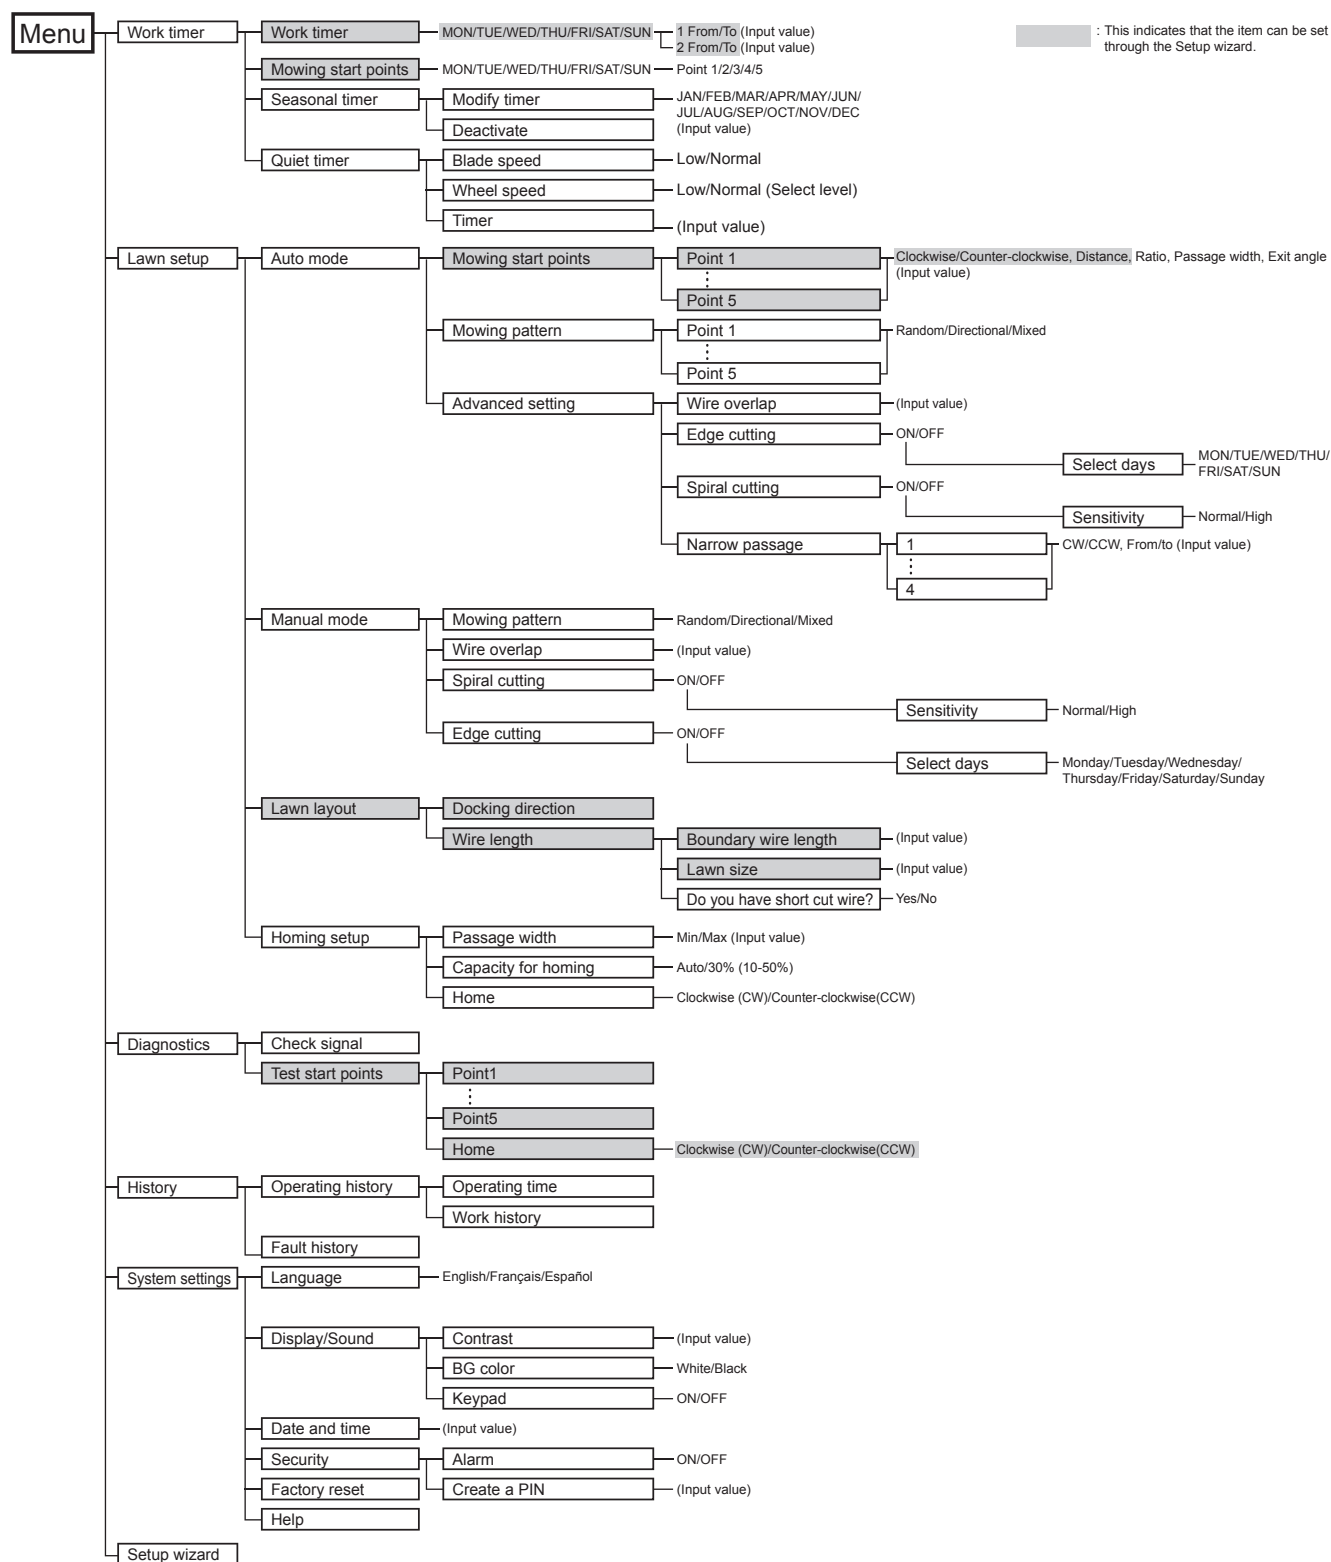 Menu
Work timer
Work timer
MON/TUE/WED/THU/FRI/SAT/SUN
1 From/To (Input value)
2 From/To (Input value)
: This indicates that the item can be set
through the Setup wizard.
Mowing start points
MON/TUE/WED/THU/FRI/SAT/SUN
Point 1/2/3/4/5
Seasonal timer
Modify timer
JAN/FEB/MAR/APR/MAY/JUN/
JUL/AUG/SEP/OCT/NOV/DEC
(Input value)
Deactivate
Quiet timer
Blade speed
Low/Normal
Wheel speed
Low/Normal (Select level)
Timer
(Input value)
Lawn setup
Auto mode
Mowing start points
Point 1
Clockwise/Counter-clockwise, Distance, Ratio, Passage width, Exit angle
(Input value)
Point 5
Mowing pattern
Point 1
Random/Directional/Mixed
Point 5
Advanced setting
Wire overlap
(Input value)
Edge cutting
ON/OFF
Select days
MON/TUE/WED/THU/
FRI/SAT/SUN
Spiral cutting
ON/OFF
Sensitivity
Normal/High
Narrow passage
1
CW/CCW, From/to (Input value)
4
Manual mode
Mowing pattern
Random/Directional/Mixed
Wire overlap
(Input value)
Spiral cutting
ON/OFF
Sensitivity
Normal/High
Edge cutting
ON/OFF
Select days
Monday/Tuesday/Wednesday/
Thursday/Friday/Saturday/Sunday
Lawn layout
Docking direction
Wire length
Boundary wire length
(Input value)
Lawn size
(Input value)
Do you have short cut wire?
Yes/No
Homing setup
Passage width
Min/Max (Input value)
Capacity for homing
Auto/30% (10-50%)
Home
Clockwise (CW)/Counter-clockwise(CCW)
Diagnostics
Check signal
Test start points
Point1
Point5
Home
Clockwise (CW)/Counter-clockwise(CCW)
History
Operating history
Operating time
Work history
Fault history
System settings
Language
English/Français/Español
Display/Sound
Contrast
(Input value)
BG color
White/Black
Keypad
ON/OFF
Date and time
(Input value)
Security
Alarm
ON/OFF
Factory reset
Create a PIN
(Input value)
Help
Setup wizard